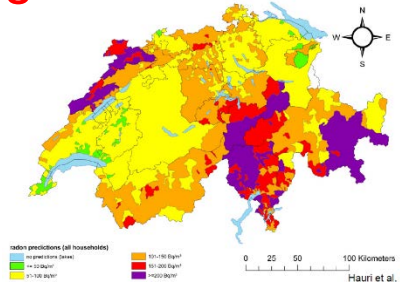 N
W E
S
radon predictions (all households)
no predictions (lakes)
<= 50 Bq/m³
51-100 Bq/m³
101-150 Bq/m³
151-200 Bq/m³
>=200 Bq/m³
0 25 50 100 Kilometers
Hauri et al.